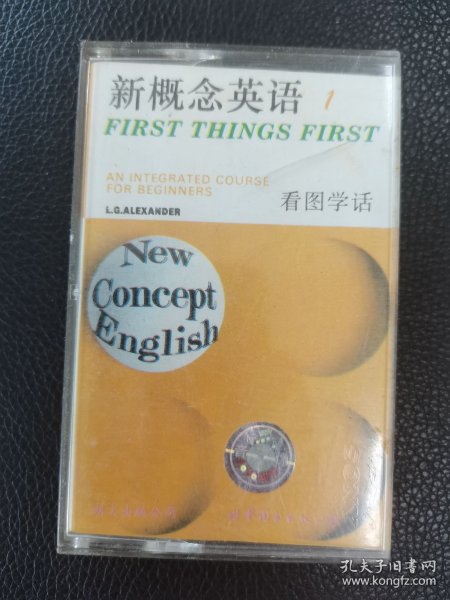 新概念英语 1
FIRST THINGS FIRST
AN INTEGRATED COURSE
FOR BEGINNERS
L.G.ALEXANDER
看图学话
New
Concept
English
孔夫子旧书网
www.kongfz.com